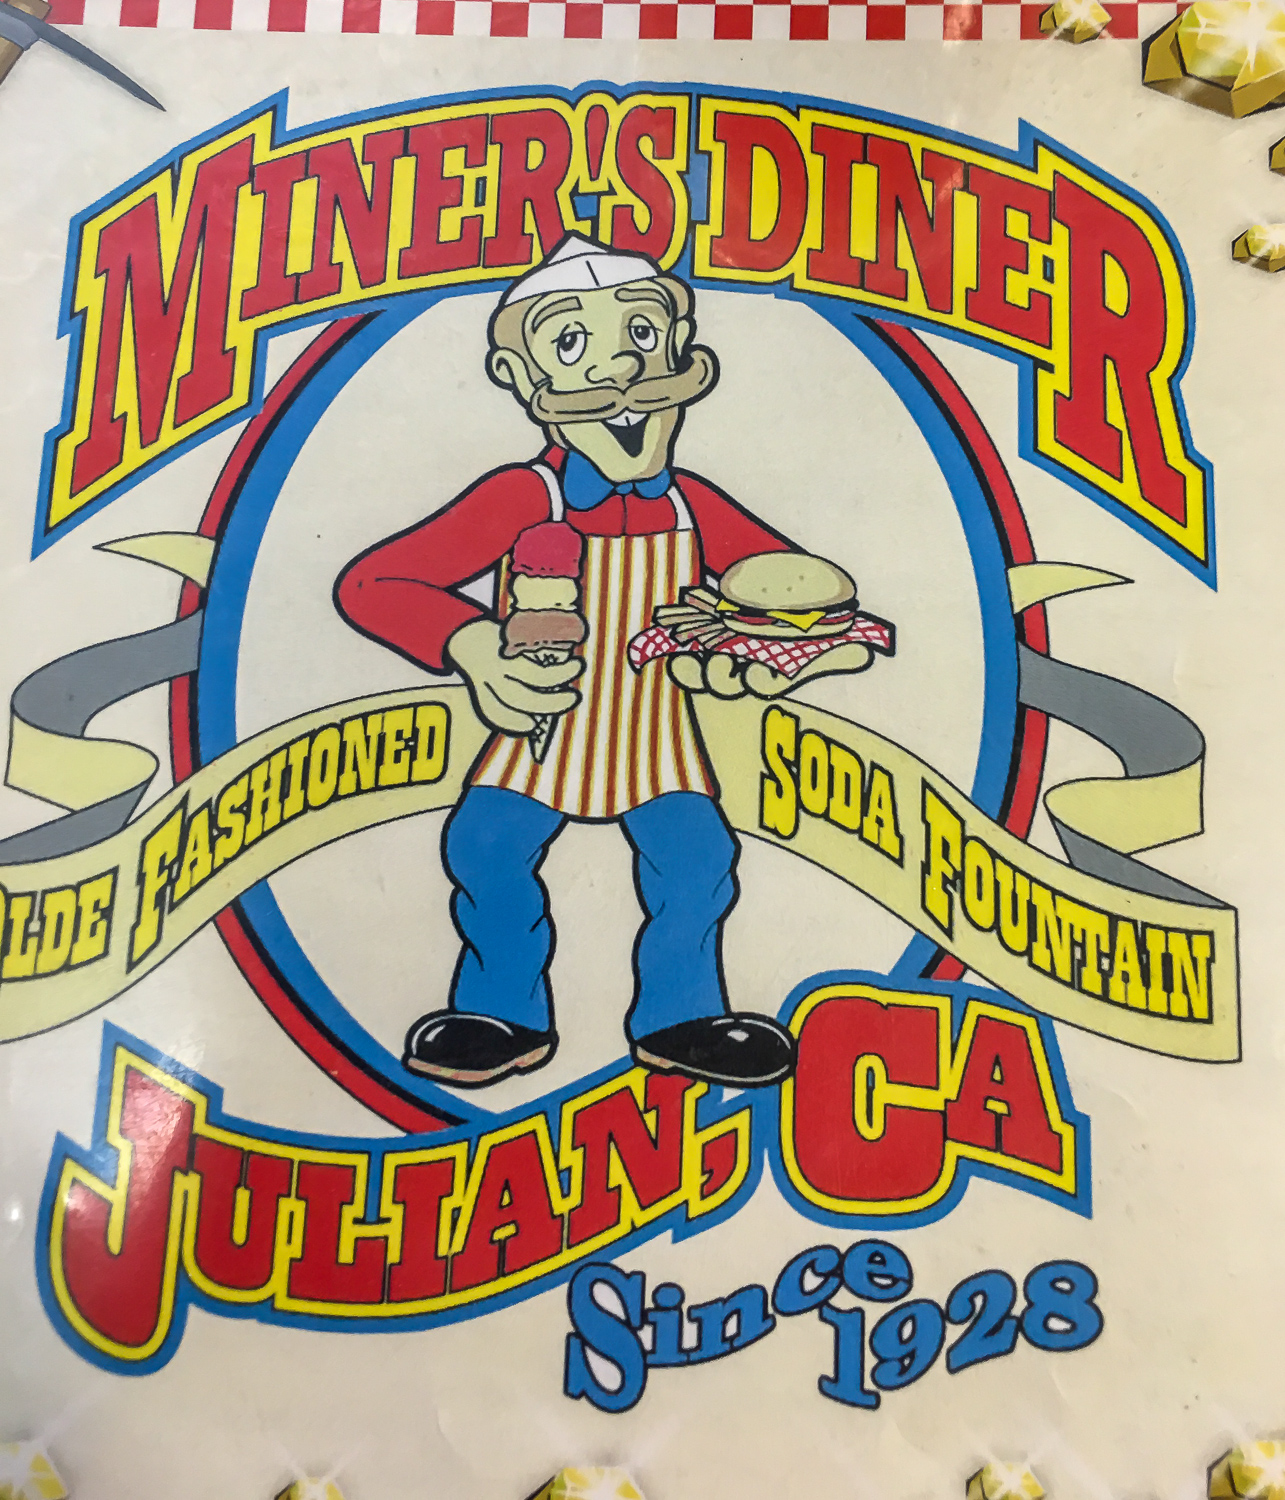 MINER'S DINER
OLDE FASHIONED SODA FOUNTAIN
JULIAN, CA
Since
1928